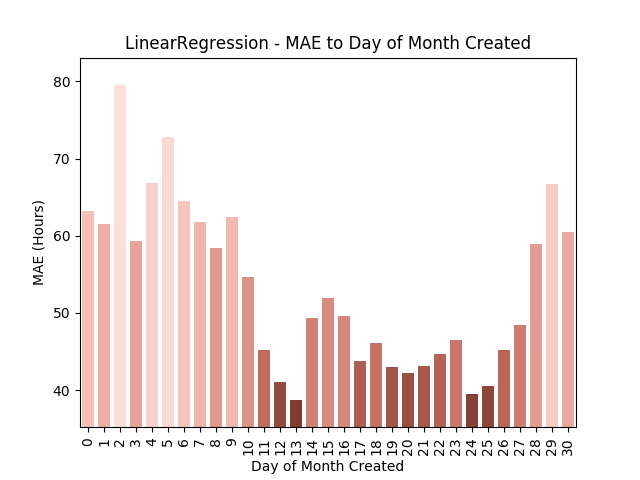 LinearRegression - MAE to Day of Month Created
80
70
60
50
40
MAE (Hours)
0 1 2 3 4 5 6 7 8 9 10 11 12 13 14 15 16 17 18 19 20 21 22 23 24 25 26 27 28 29 30
Day of Month Created